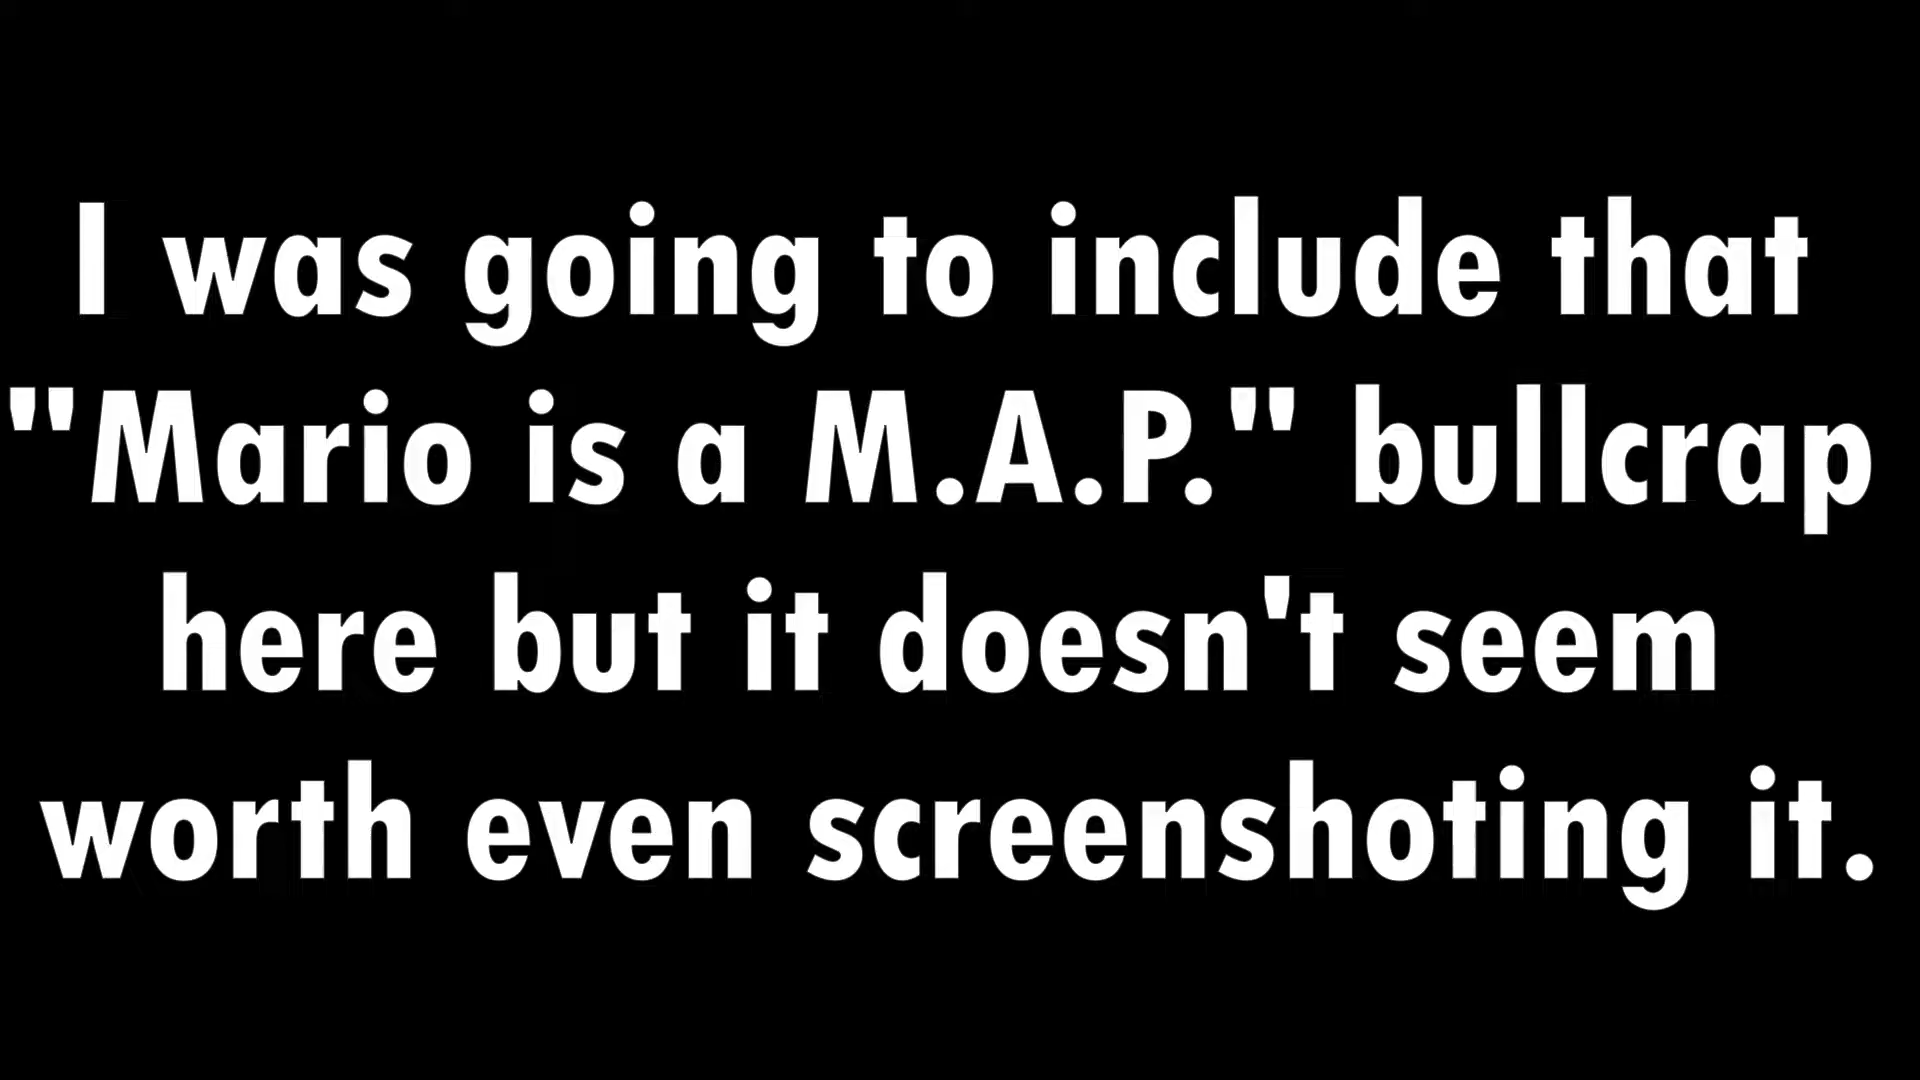 I was going to include that
"Mario is a M.A.P." bullcrap
here but it doesn't seem
worth even screenshoting it.